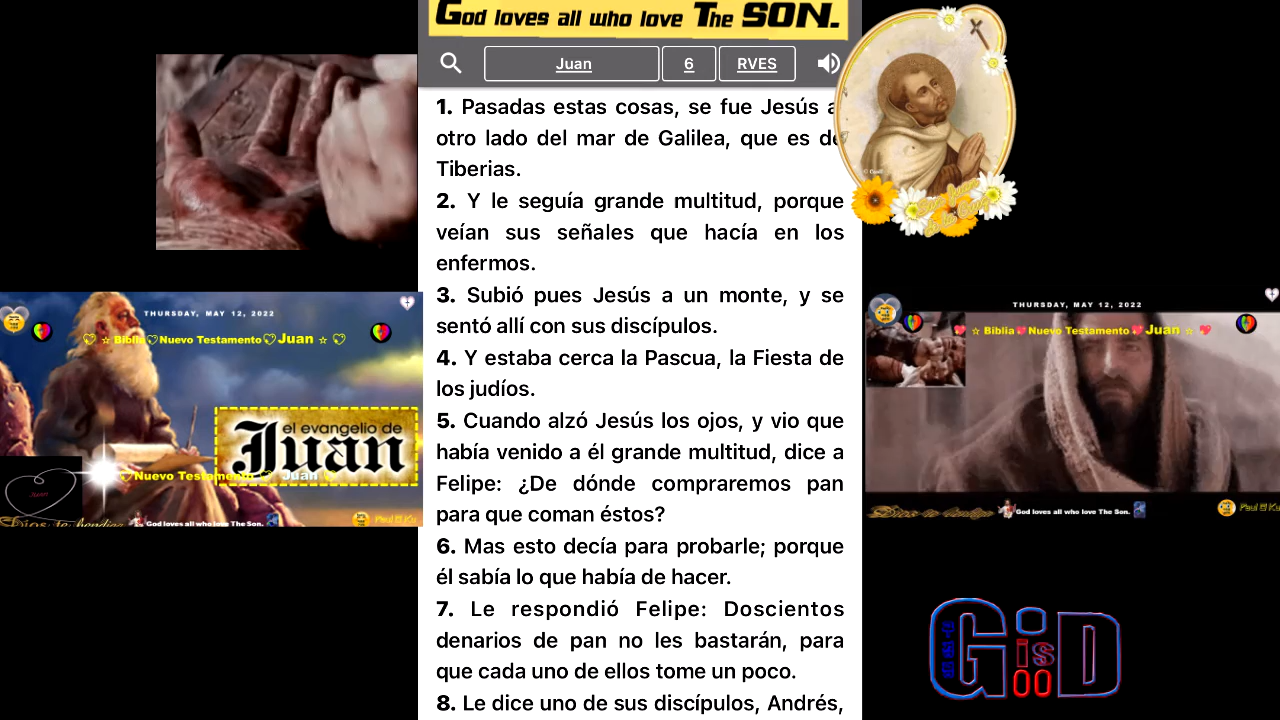 God loves all who love The SON.
Juan 6 RVES
1. Pasadas estas cosas, se fue Jesús a
otro lado del mar de Galilea, que es de
Tiberias.
2. Y le seguía grande multitud, porque
veían sus señales que hacía en los
enfermos.
3. Subió pues Jesús a un monte, y se
sentó allí con sus discípulos.
4. Y estaba cerca la Pascua, la Fiesta de
los judíos.
5. Cuando alzó Jesús los ojos, y vio que
había venido a él grande multitud, dice a
Felipe: ¿De dónde compraremos pan
para que coman éstos?
6. Mas esto decía para probarle; porque
él sabía lo que había de hacer.
7. Le respondió Felipe: Doscientos
denarios de pan no les bastarán, para
que cada uno de ellos tome un poco.
8. Le dice uno de sus discípulos, Andrés,
THURSDAY, MAY 12, 2022
☆ Biblia Nuevo Testamento Juan ☆
el evangelio de
Juan
Nuevo Testamento Juan
Dios te bendiga
God loves all who love The Son.
THURSDAY, MAY 12, 2022
☆ Biblia Nuevo Testamento Juan ☆
Dios te bendiga
God loves all who love The Son.
GOD
is